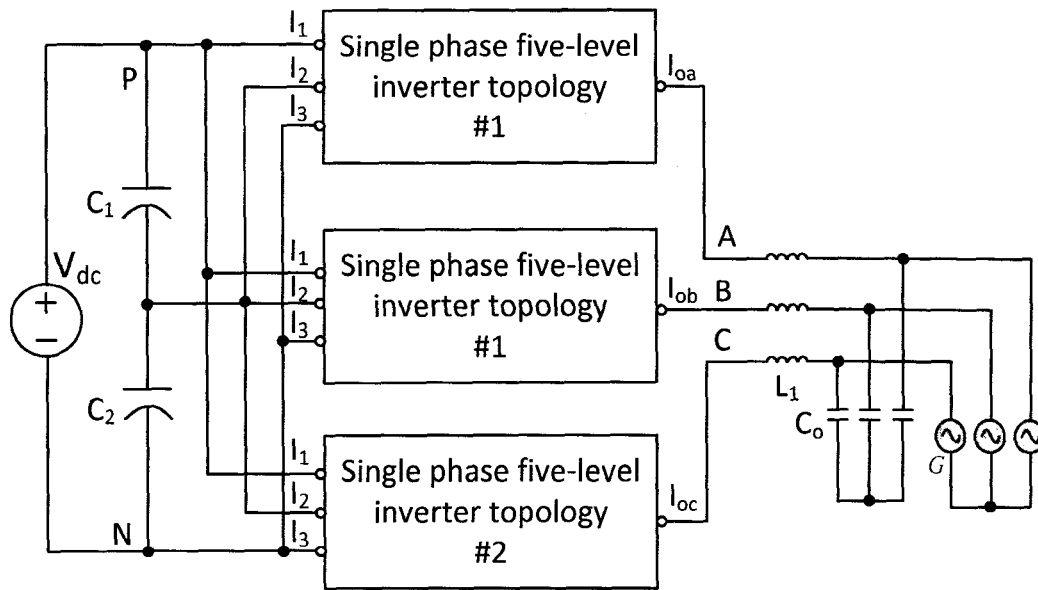 I1
Single phase five-level
inverter topology
#1
I2
I3
Ioa
P
C1
Vdc
A
I1
Single phase five-level
inverter topology
#1
I2
I3
Iob
B
C
L1
Co
G
C2
I1
Single phase five-level
inverter topology
#2
I2
I3
Ioc
N